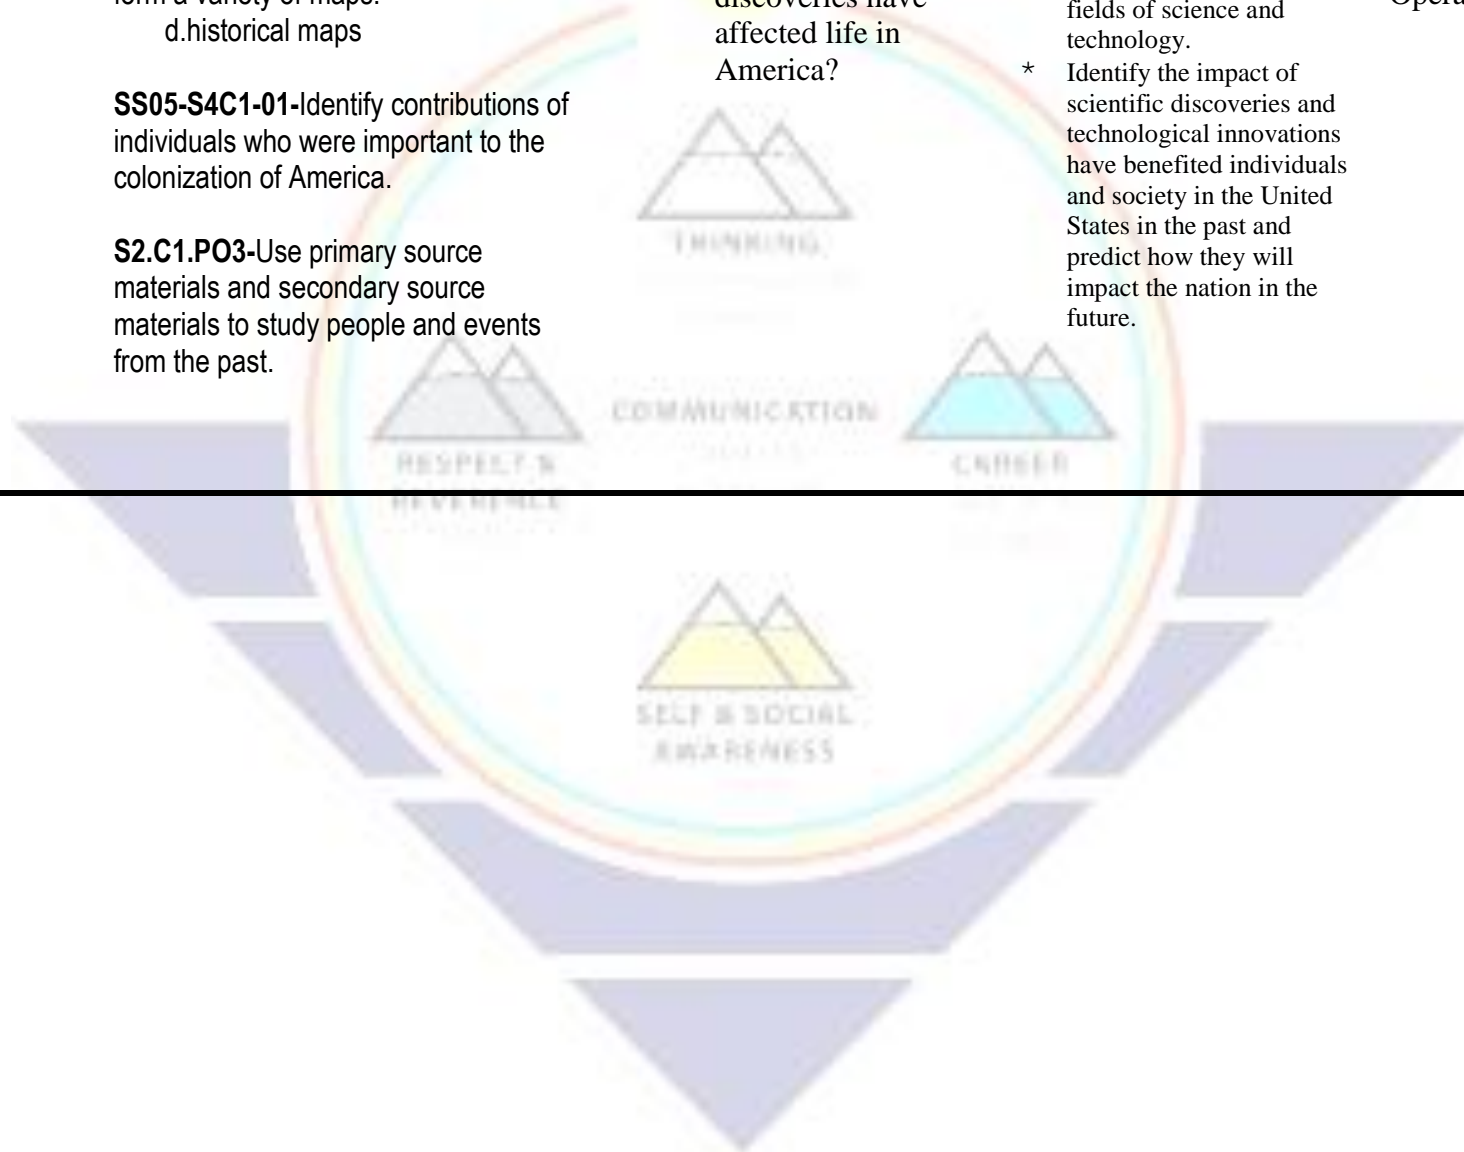 form a variety of maps.
d.historical maps
SS05-S4C1-01-Identify contributions of
individuals who were important to the
colonization of America.
S2.C1.PO3-Use primary source
materials and secondary source
materials to study people and events
from the past.
discoveries have
affected life in
America?
fields of science and
technology.
* Identify the impact of
scientific discoveries and
technological innovations
have benefited individuals
and society in the United
States in the past and
predict how they will
impact the nation in the
future.
THINKING
COMMUNICATION
RESPECT &
REVERENCE
CAREER
SELF & SOCIAL
AWARENESS